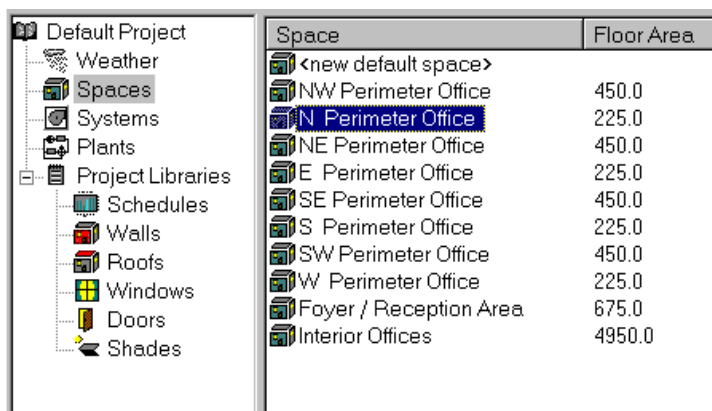 Default Project
Weather
Spaces
Systems
Plants
Project Libraries
Schedules
Walls
Roofs
Windows
Doors
Shades
Space Floor Area
<new default space>
NW Perimeter Office 450.0
N Perimeter Office 225.0
NE Perimeter Office 450.0
E Perimeter Office 225.0
SE Perimeter Office 450.0
S Perimeter Office 225.0
SW Perimeter Office 450.0
W Perimeter Office 225.0
Foyer / Reception Area 675.0
Interior Offices 4950.0